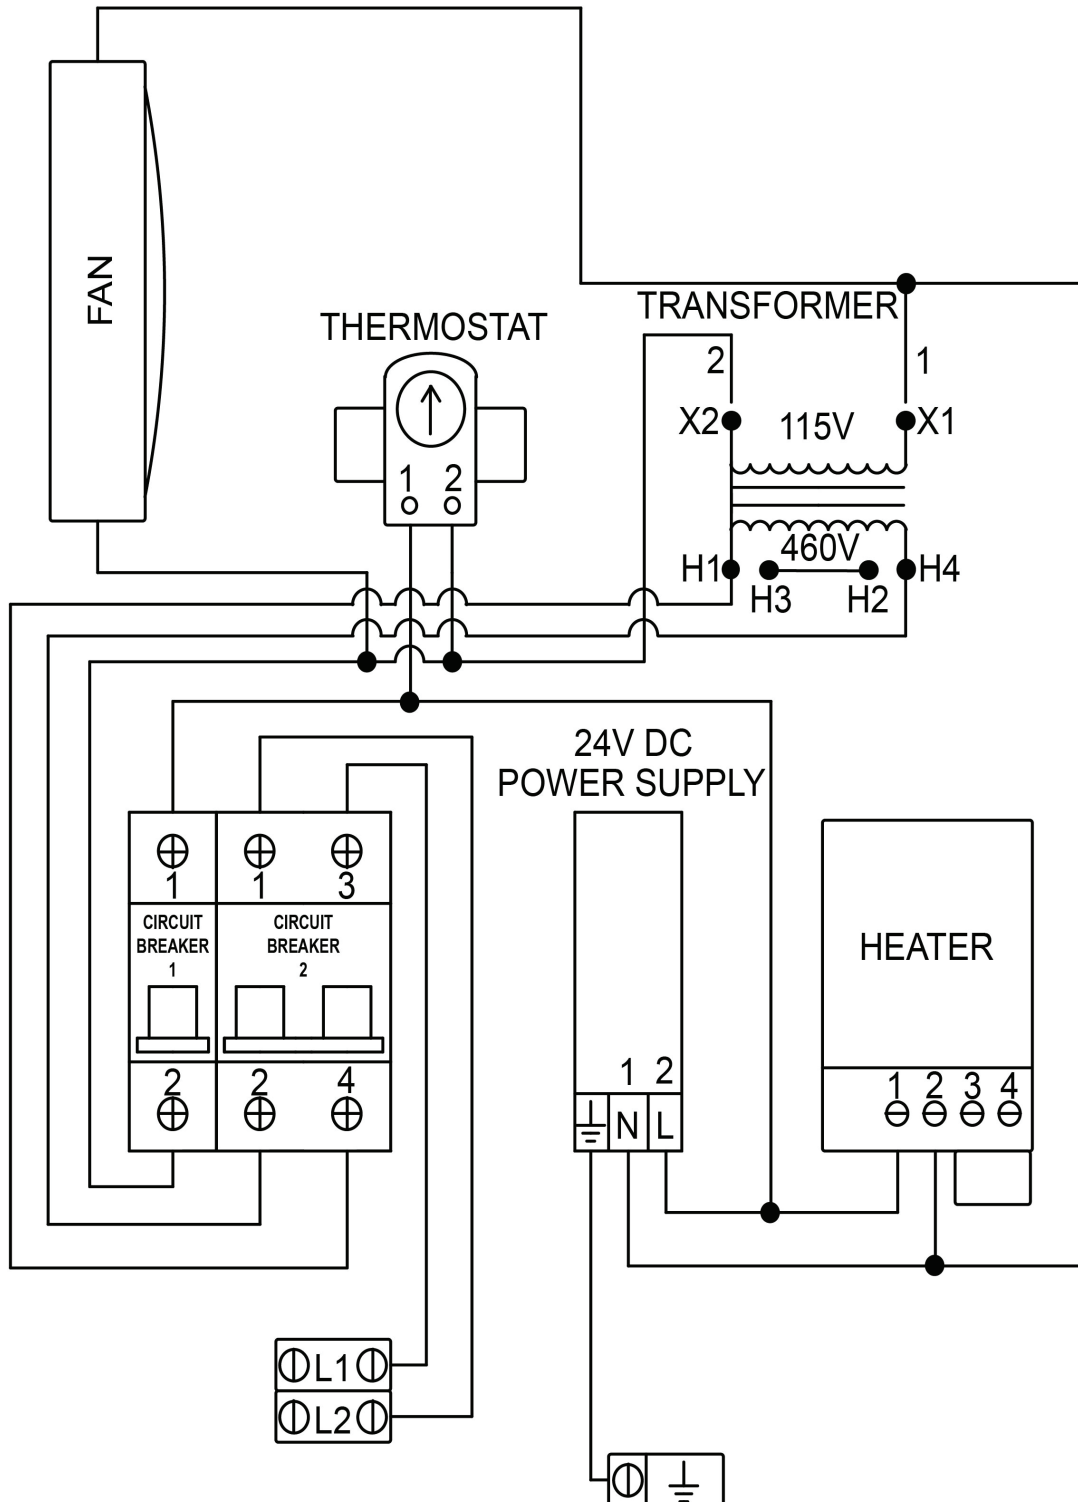 FAN
THERMOSTAT
1 2
TRANSFORMER
2 1
X2 115V X1
H1 460V H4
H3 H2
24V DC
POWER SUPPLY
1 1 3
CIRCUIT
BREAKER
1
CIRCUIT
BREAKER
2
2 2 4
1 2
N L
HEATER
1 2 3 4
L1
L2